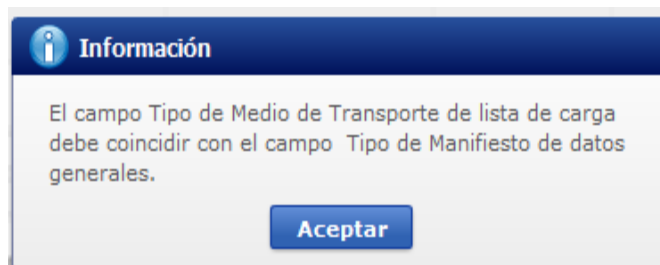 Información
El campo Tipo de Medio de Transporte de lista de carga
debe coincidir con el campo  Tipo de Manifiesto de datos
generales.
Aceptar